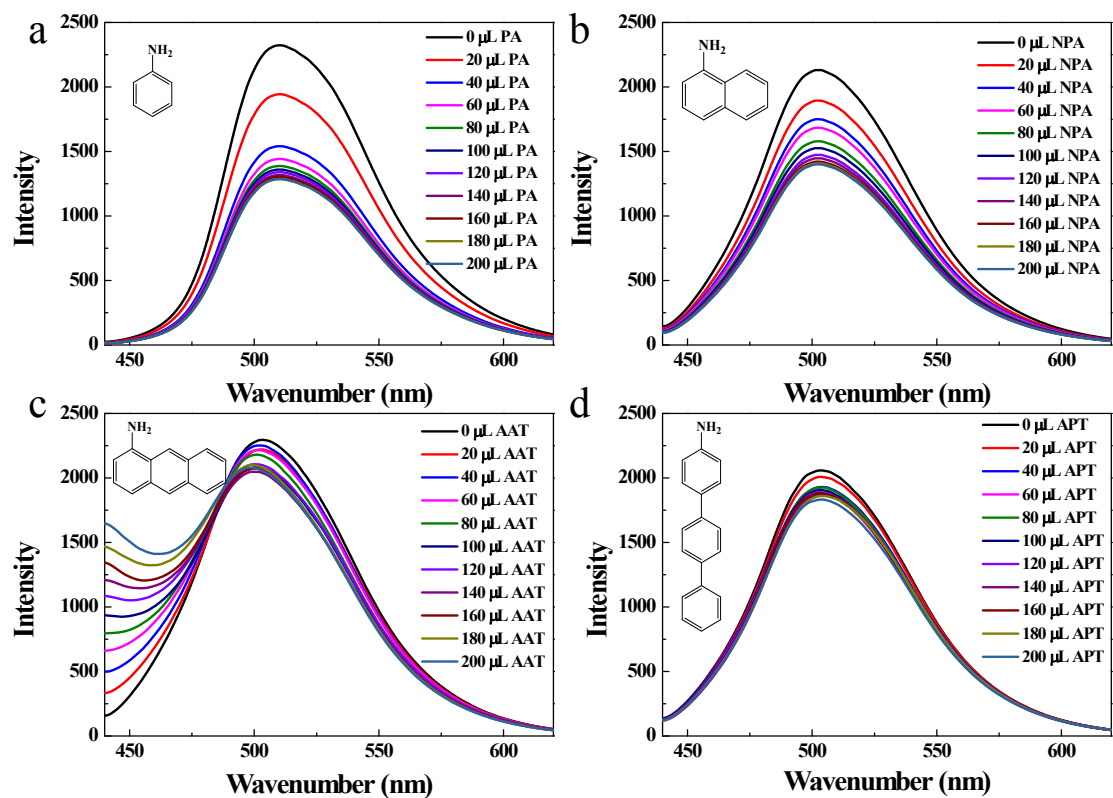 a
2500
2000
1500
1000
500
0
Intensity
NH2
0 μL PA
20 μL PA
40 μL PA
60 μL PA
80 μL PA
100 μL PA
120 μL PA
140 μL PA
160 μL PA
180 μL PA
200 μL PA
450
500
550
600
Wavenumber (nm)
b
2500
2000
1500
1000
500
0
Intensity
NH2
0 μL NPA
20 μL NPA
40 μL NPA
60 μL NPA
80 μL NPA
100 μL NPA
120 μL NPA
140 μL NPA
160 μL NPA
180 μL NPA
200 μL NPA
450
500
550
600
Wavenumber (nm)
c
2500
2000
1500
1000
500
0
Intensity
NH2
0 μL AAT
20 μL AAT
40 μL AAT
60 μL AAT
80 μL AAT
100 μL AAT
120 μL AAT
140 μL AAT
160 μL AAT
180 μL AAT
200 μL AAT
450
500
550
600
Wavenumber (nm)
d
2500
2000
1500
1000
500
0
Intensity
NH2
0 μL APT
20 μL APT
40 μL APT
60 μL APT
80 μL APT
100 μL APT
120 μL APT
140 μL APT
160 μL APT
180 μL APT
200 μL APT
450
500
550
600
Wavenumber (nm)